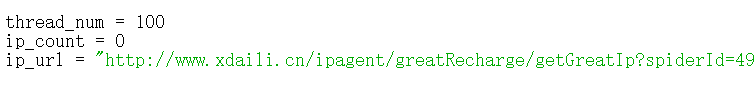 thread_num = 100
ip_count = 0
ip_url = "http://www.xdaili.cn/ipagent/greatRecharge/getGreatIp?spiderId=49